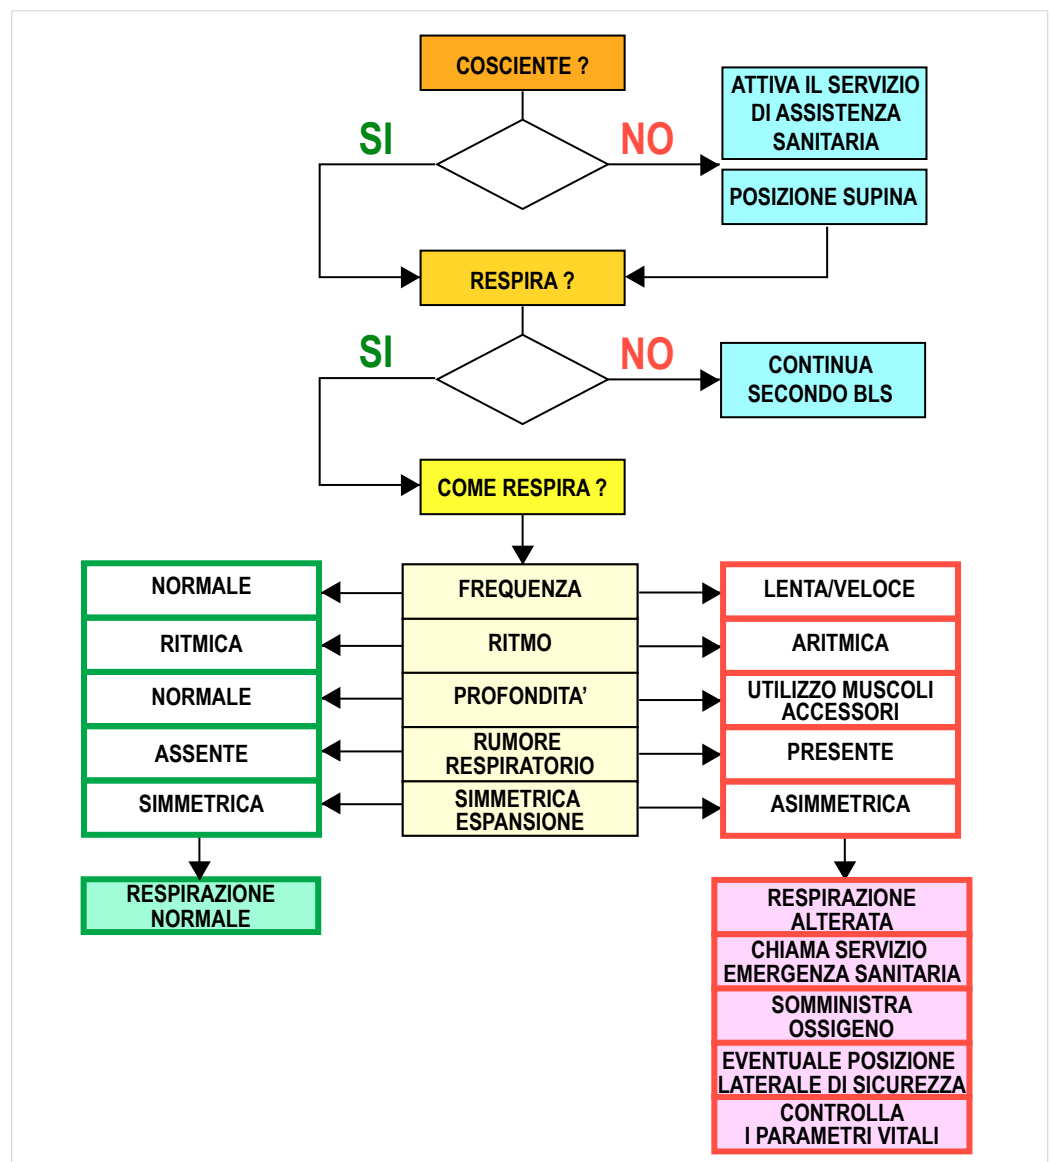 COSCIENTE ?
SI
NO
ATTIVA IL SERVIZIO
DI ASSISTENZA
SANITARIA
POSIZIONE SUPINA
RESPIRA ?
SI
NO
CONTINUA
SECONDO BLS
COME RESPIRA ?
NORMALE
FREQUENZA
LENTA/VELOCE
RITMICA
RITMO
ARITMICA
NORMALE
PROFONDITA’
UTILIZZO MUSCOLI
ACCESSORI
ASSENTE
RUMORE
RESPIRATORIO
PRESENTE
SIMMETRICA
SIMMETRICA
ESPANSIONE
ASIMMETRICA
RESPIRAZIONE
NORMALE
RESPIRAZIONE
ALTERATA
CHIAMA SERVIZIO
EMERGENZA SANITARIA
SOMMINISTRA
OSSIGENO
EVENTUALE POSIZIONE
LATERALE DI SICUREZZA
CONTROLLA
I PARAMETRI VITALI